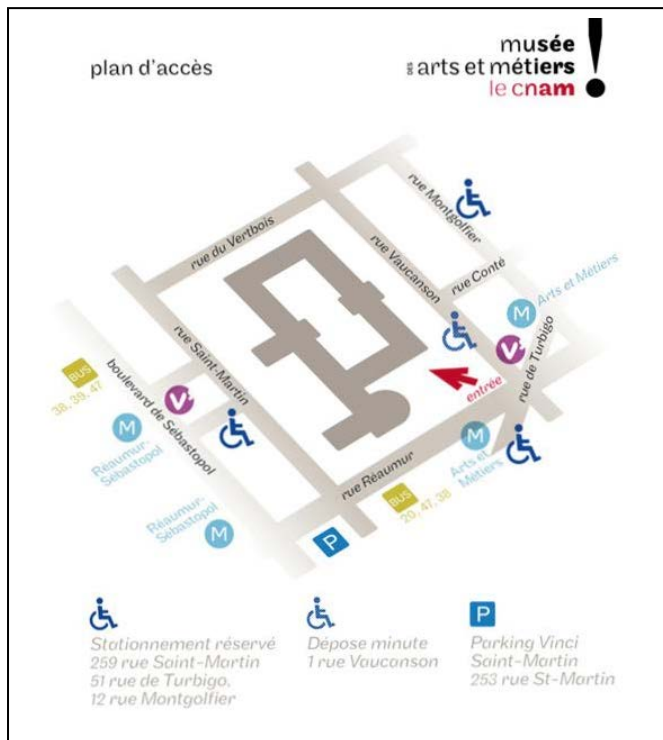 plan d'accès
musée
DES arts et métiers
le cnam
!
rue Montgolfier
rue du Vertbois
rue Vaucanson
rue Conté
M
Arts et Métiers
rue de Turbigo
V
rue Saint-Martin
BUS
38, 39, 47
boulevard de Sébastopol
V
entrée
M
Réaumur-
Sébastopol
M
Arts et
Métiers
rue Réaumur
BUS
20, 47, 38
Réaumur-
Sébastopol
M
P
Stationnement réservé
259 rue Saint-Martin
51 rue de Turbigo,
12 rue Montgolfier
Dépose minute
1 rue Vaucanson
P
Parking Vinci
Saint-Martin
253 rue St-Martin